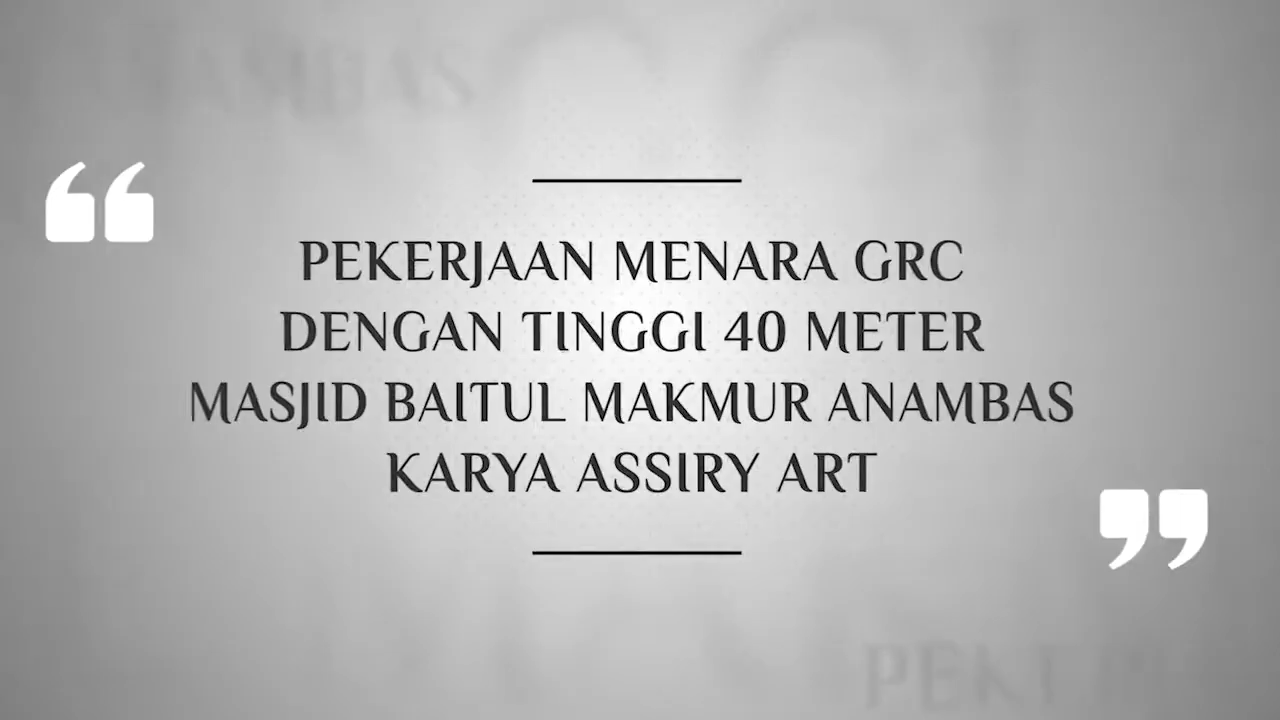 PEKERJAAN MENARA GRC
DENGAN TINGGI 40 METER
MASJID BAITUL MAKMUR ANAMBAS
KARYA ASSIRY ART